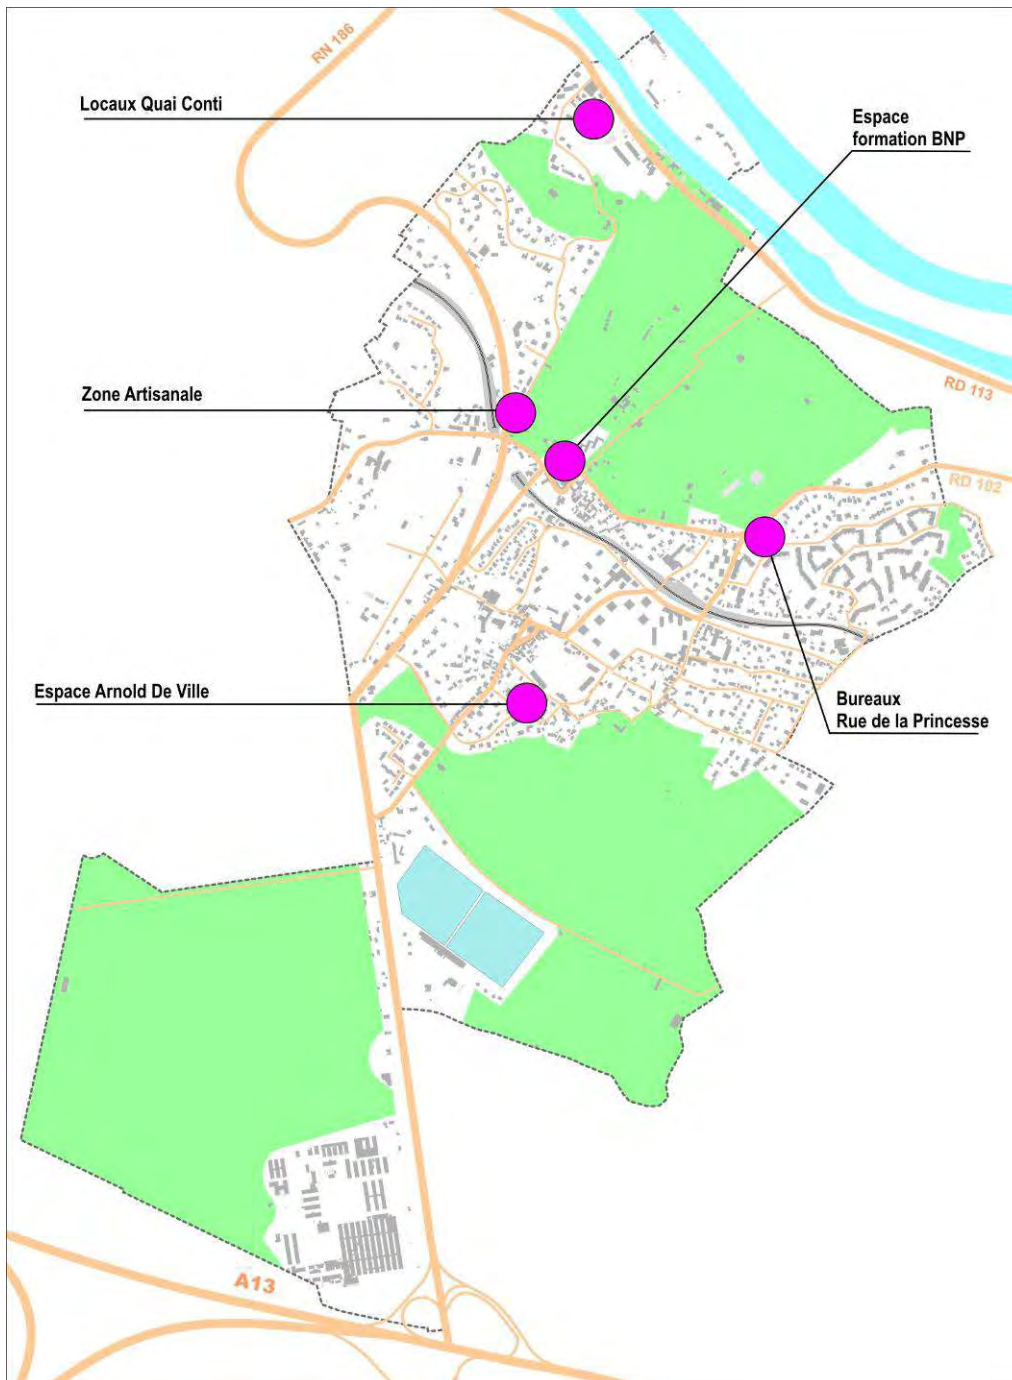 RN 186
Locaux Quai Conti
Espace
formation BNP
Zone Artisanale
RD 113
RD 102
Espace Arnold De Ville
Bureaux
Rue de la Princesse
A13